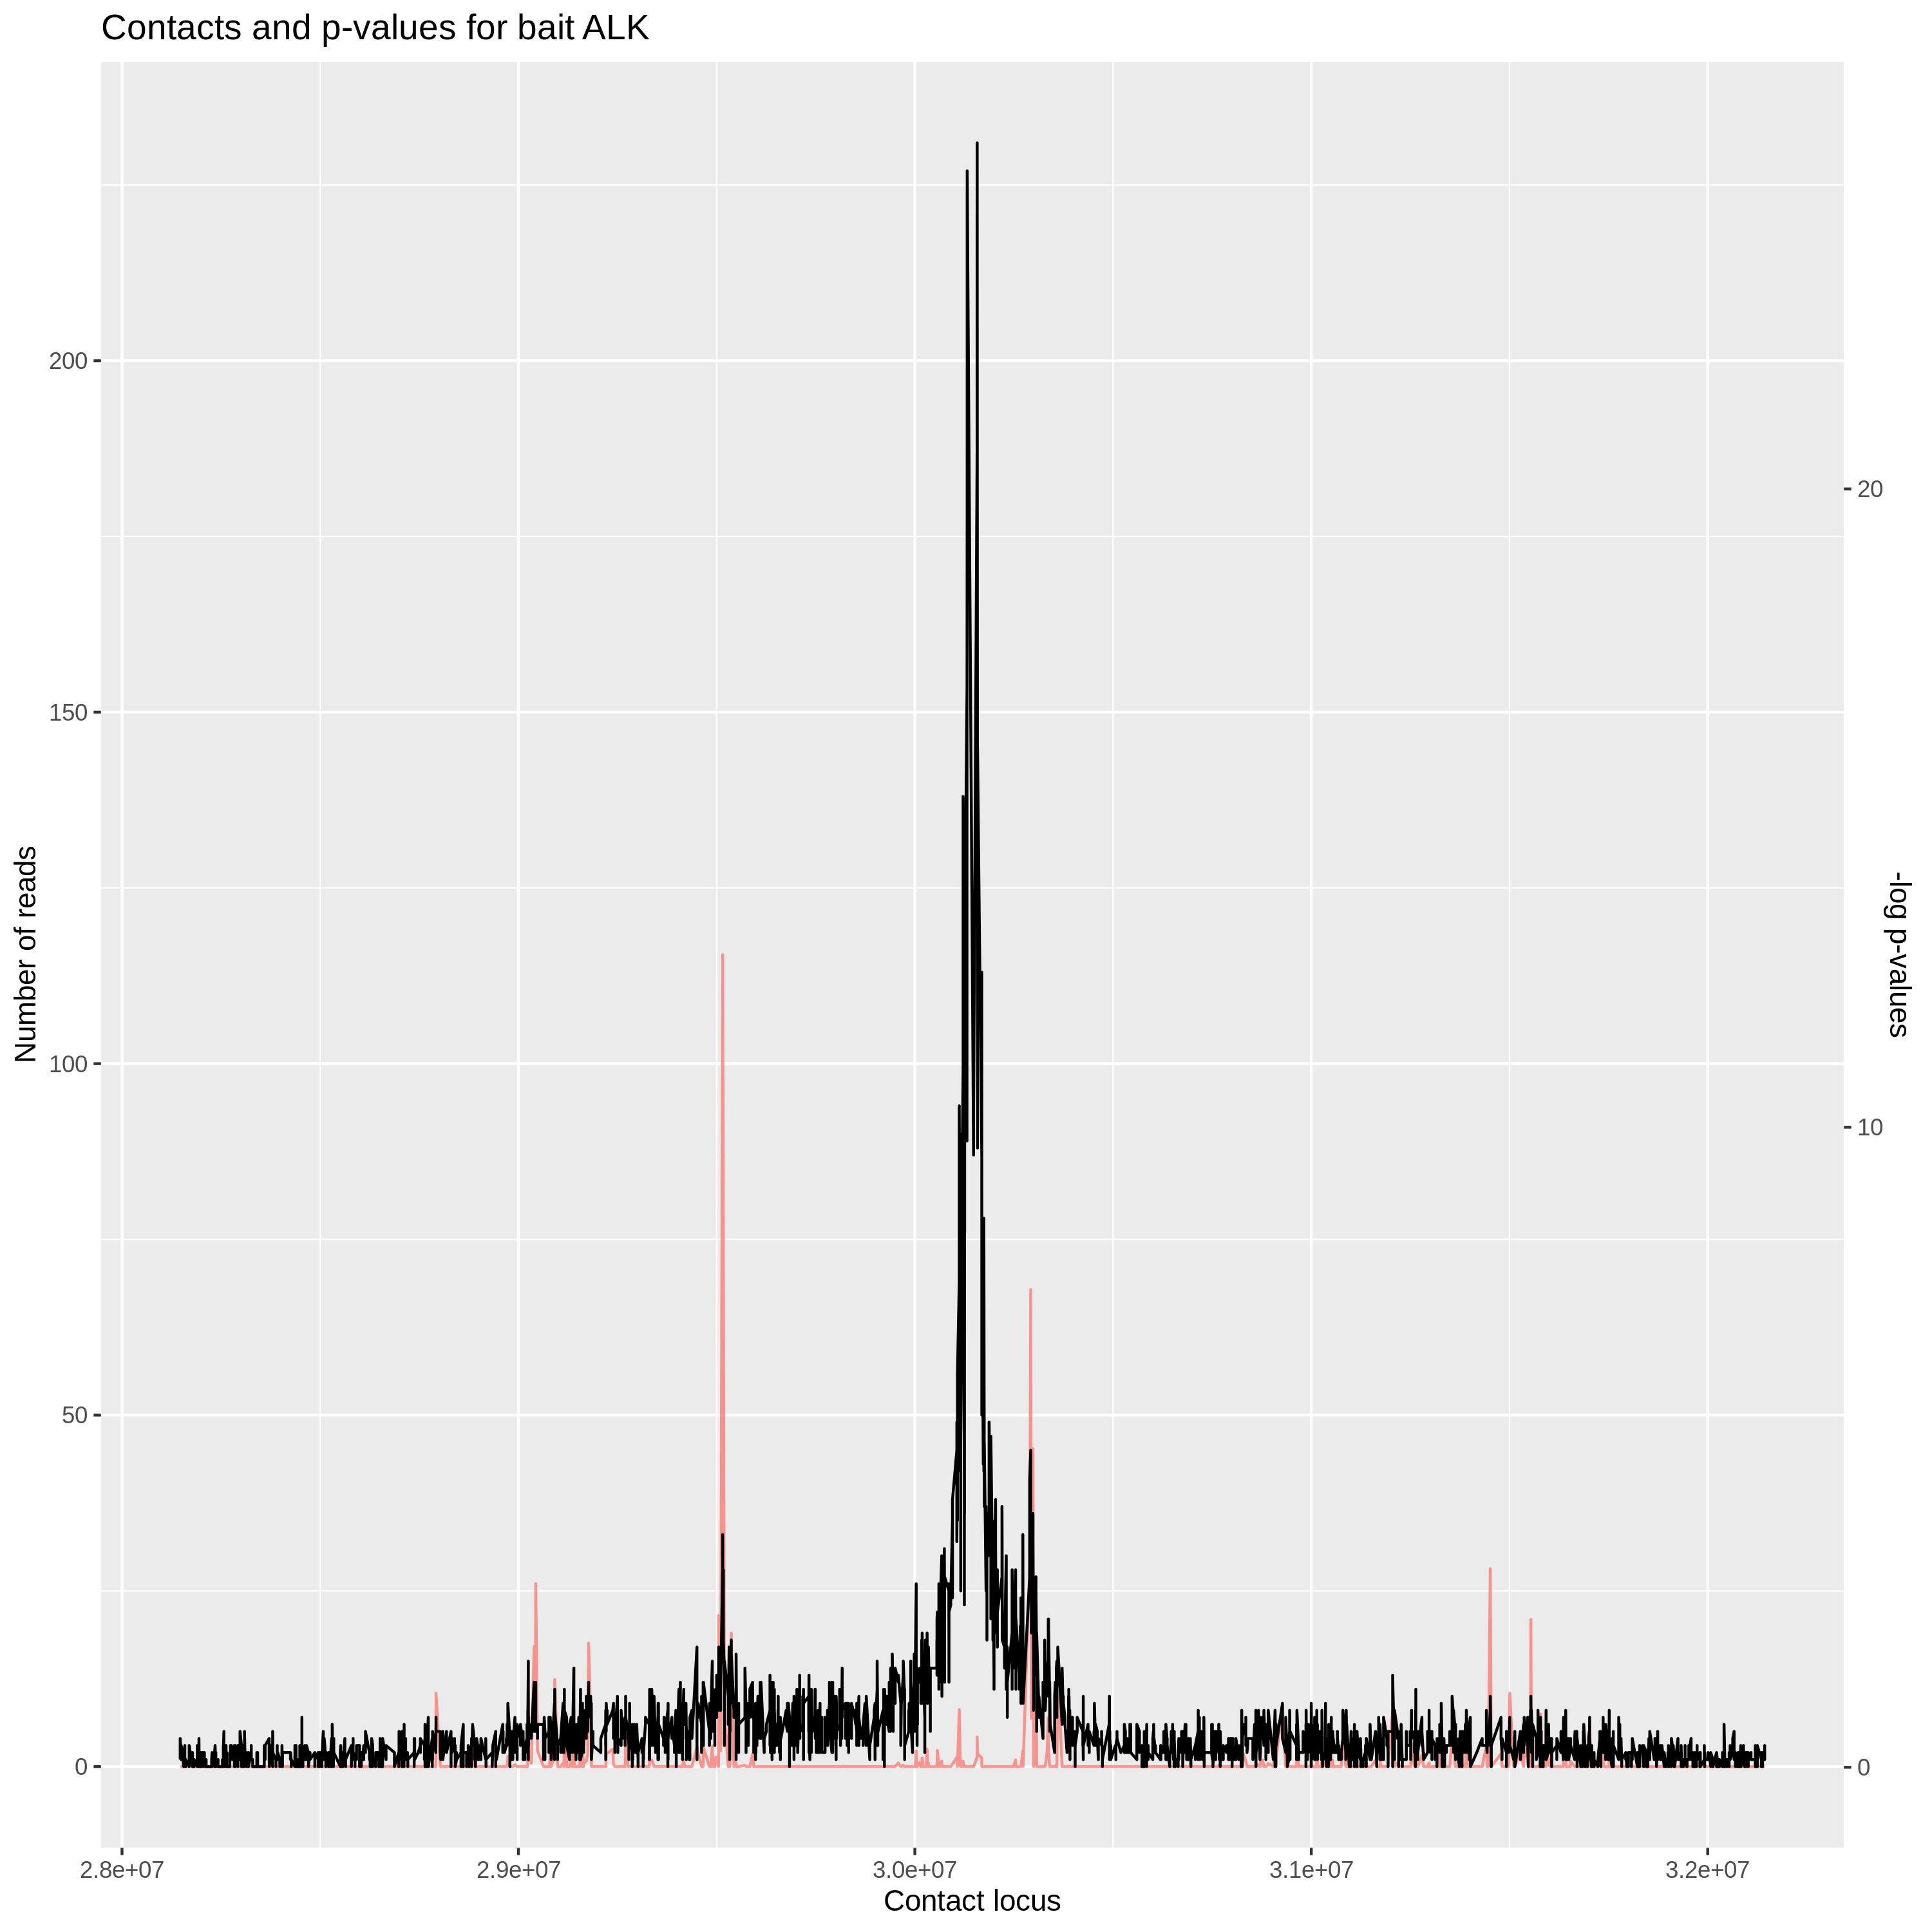 Contacts and p-values for bait ALK
200
150
100
50
0
20
10
0
Number of reads
-log p-values
2.8e+07
2.9e+07
3.0e+07
3.1e+07
3.2e+07
Contact locus